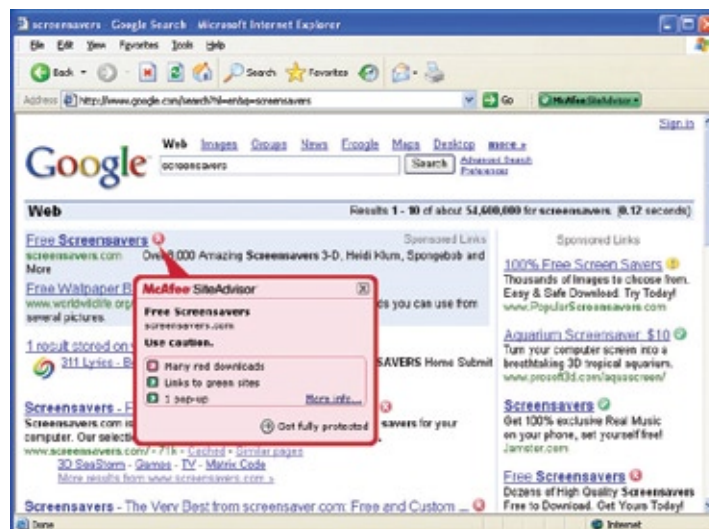 screensavers - Google Search - Microsoft Internet Explorer
File Edit View Favorites Tools Help
Back Search Favorites
Address http://www.google.com/search?hl=en&q=screensavers Go McAfee SiteAdvisor
Sign in
Google
Web Images Groups News Froogle Maps Desktop more »
screensavers Search Advanced Search
Preferences
Web Results 1 - 10 of about 54,600,000 for screensavers. (0.12 seconds)
Free Screensavers Sponsored Links
screensavers.com Over 8,000 Amazing Screensavers 3-D, Heidi Klum, Spongebob and
More
Free Wallpaper
www.worldwildlife.org you can use from
several pictures.
1 result stored on
311 Lyrics - SAVERS Home Submit
Screensavers -
Screensavers.com is savers for your
computer. Our
www.screensavers.com/ - 71k - Cached - Similar pages
3D SeaStorm - Games - TV - Matrix Code
More results from www.screensavers.com »
Screensavers - The Very Best from screensaver.com: Free and Custom ...
McAfee SiteAdvisor
Free Screensavers
screensavers.com
Use caution.
Many red downloads
Links to green sites
1 pop-up More info...
Get fully protected
Sponsored Links
100% Free Screen Savers
Thousands of Images to choose from.
Easy & Safe Download. Try Today!
www.PopularScreensavers.com
Aquarium Screensaver $10
Turn your computer screen into a
breathtaking 3D tropical aquarium.
www.prosoft3d.com/aquascreen/
Screensavers
Get 100% exclusive Real Music
on your phone, set yourself free!
Jamster.com
Free Screensavers
Dozens of High Quality Screensavers
Free to Download. Get Yours Today!
Done Internet